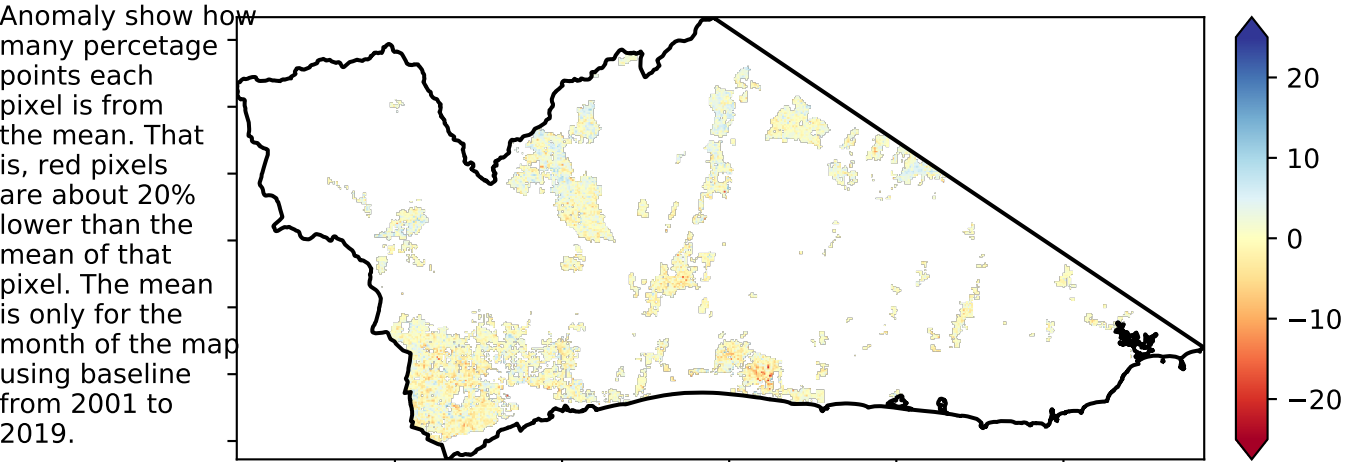 Anomaly show how
many percetage
points each
pixel is from
the mean. That
is, red pixels
are about 20%
lower than the
mean of that
pixel. The mean
is only for the
month of the map
using baseline
from 2001 to
2019.
20
10
0
−10
−20